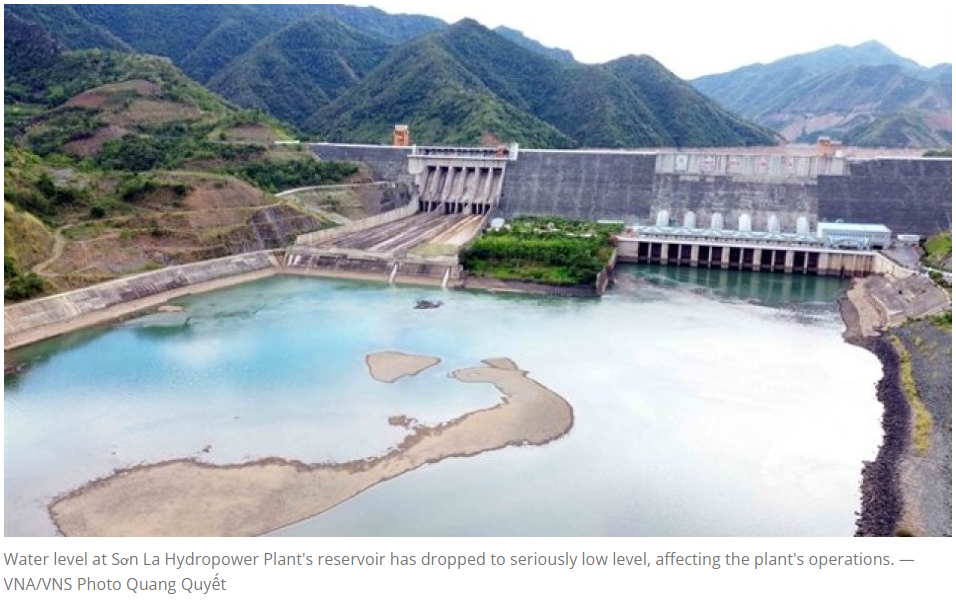 Water level at Sơn La Hydropower Plant's reservoir has dropped to seriously low level, affecting the plant's operations. —
VNA/VNS Photo Quang Quyết